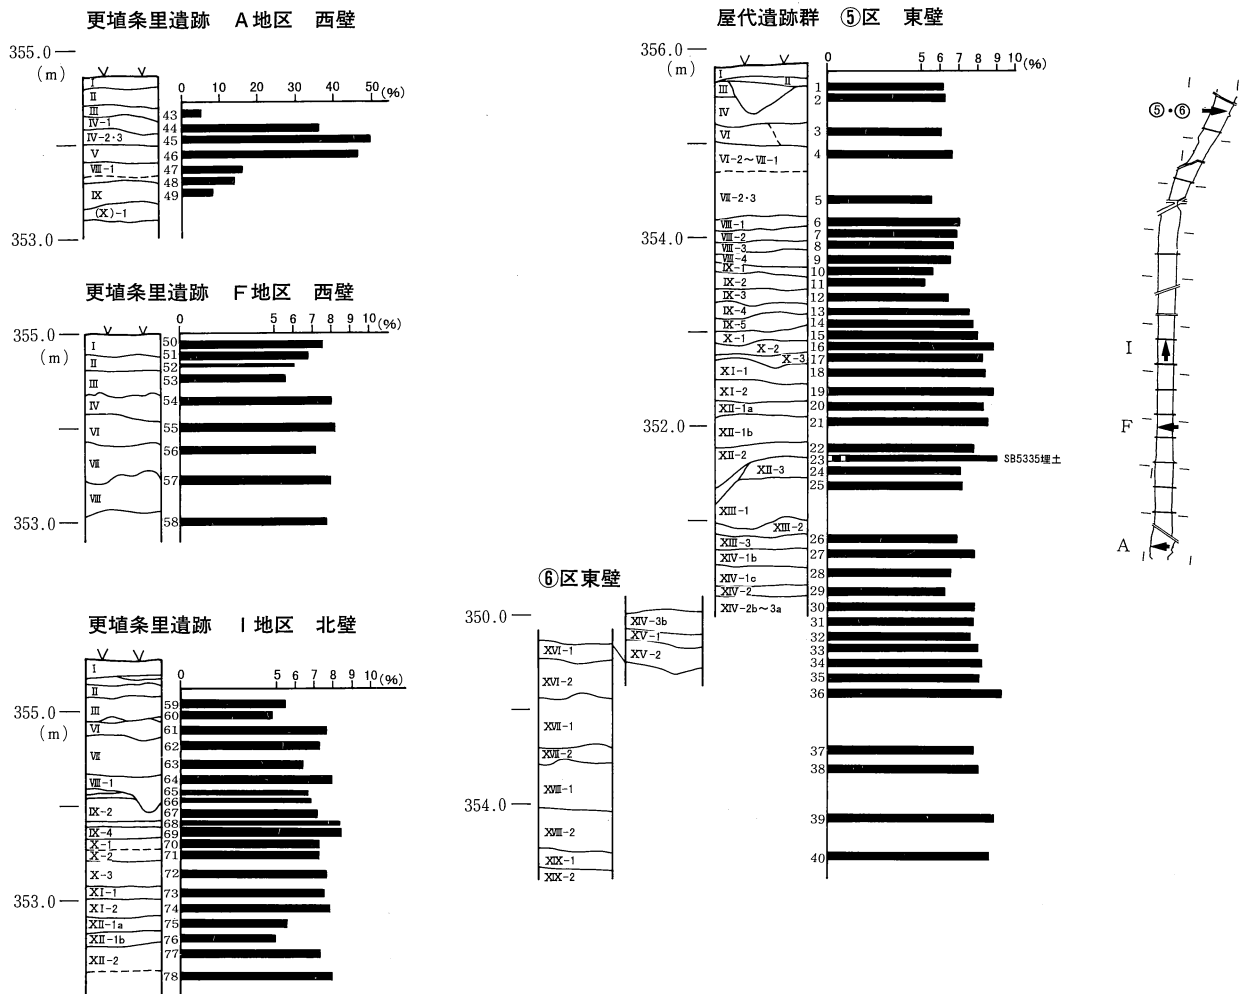 更埴条里遺跡 A地区 西壁
355.0
(m)
0 10 20 30 40 50(%)
I
II
III
IV-1
IV-2·3
V
VIII-1
IX
(X)-1
43
44
45
46
47
48
49
353.0
更埴条里遺跡 F地区 西壁
355.0
(m)
0 5 6 7 8 9 10(%)
I
II
III
IV
VI
VII
VIII
50
51
52
53
54
55
56
57
58
353.0
更埴条里遺跡 I地区 北壁
355.0
(m)
0 5 6 7 8 9 10(%)
I
II
III
VI
VII
VIII-1
IX-2
IX-4
X-1
X-2
X-3
XI-1
XI-2
XII-1a
XII-1b
XII-2
59
60
61
62
63
64
65
66
67
68
69
70
71
72
73
74
75
76
77
78
353.0
屋代遺跡群 ⑤区 東壁
356.0
(m)
0 5 6 7 8 9 10(%)
I
II
III
IV
VI
VI-2～VII-1
VII-2·3
VIII-1
VIII-2
VIII-3
VIII-4
IX-1
IX-2
IX-3
IX-4
IX-5
X-1
X-2
X-3
XI-1
XI-2
XII-1a
XII-1b
XII-2
XII-3
XIII-1
XIII-2
XIII-3
XIV-1b
XIV-1c
XIV-2
XIV-2b～3a
354.0
352.0
1
2
3
4
5
6
7
8
9
10
11
12
13
14
15
16
17
18
19
20
21
22
23
SB5335埋土
24
25
26
27
28
29
30
31
32
33
34
35
36
37
38
39
40
⑥区東壁
350.0
XIV-3b
XV-1
XV-2
XVI-1
XVI-2
XVII-1
XVII-2
XVIII-1
XVIII-2
XIX-1
XIX-2
354.0
⑤·⑥
I
F
A